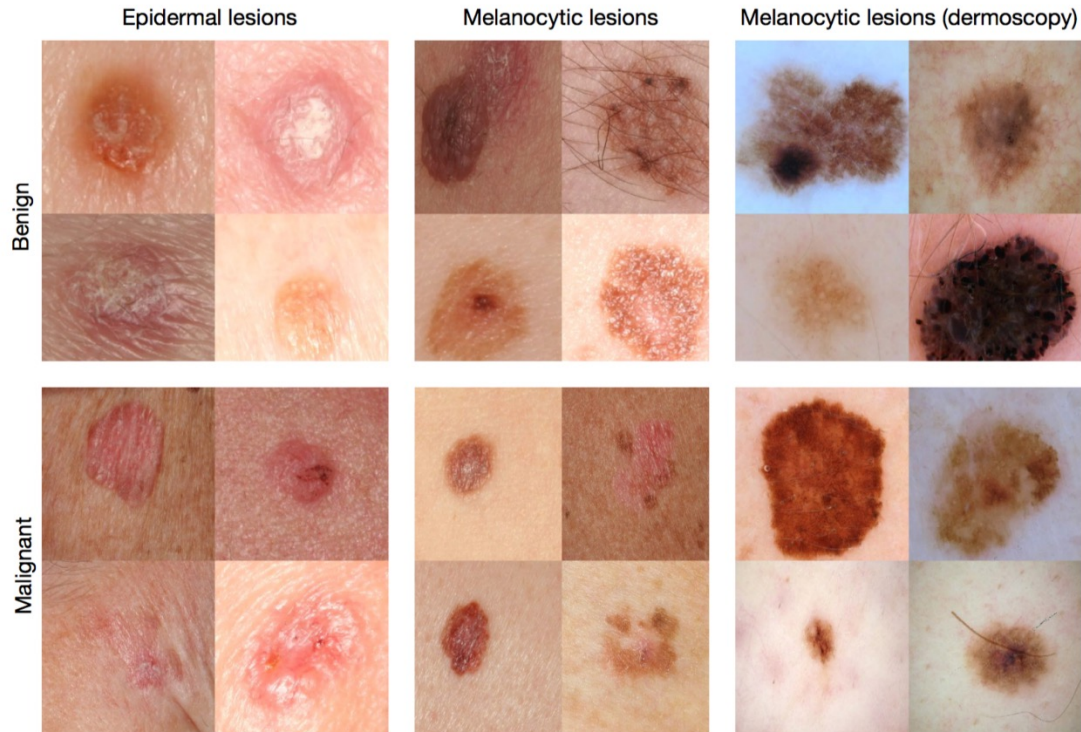 Epidermal lesions
Melanocytic lesions
Melanocytic lesions (dermoscopy)
Benign
Malignant